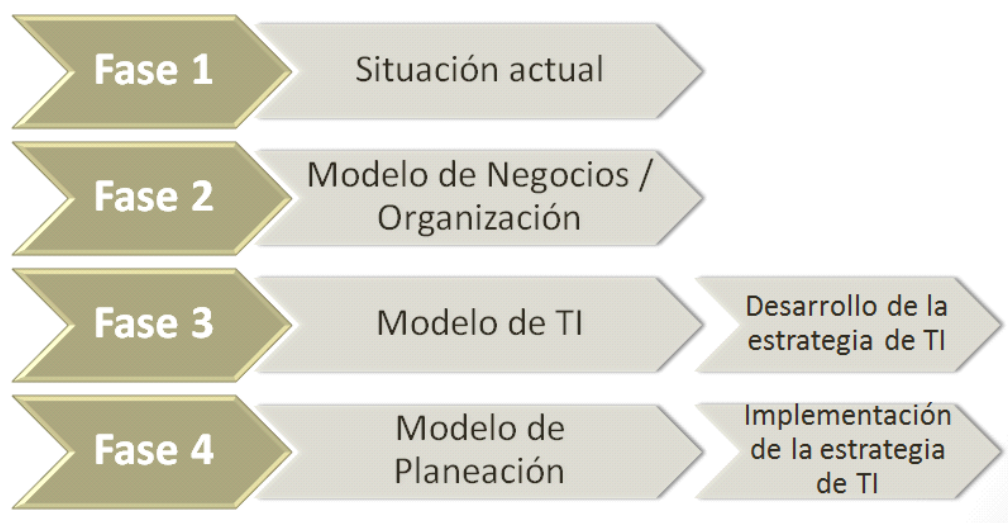 Fase 1
Situación actual
Fase 2
Modelo de Negocios /
Organización
Fase 3
Modelo de TI
Desarrollo de la
estrategia de TI
Fase 4
Modelo de
Planeación
Implementación
de la estrategia
de TI